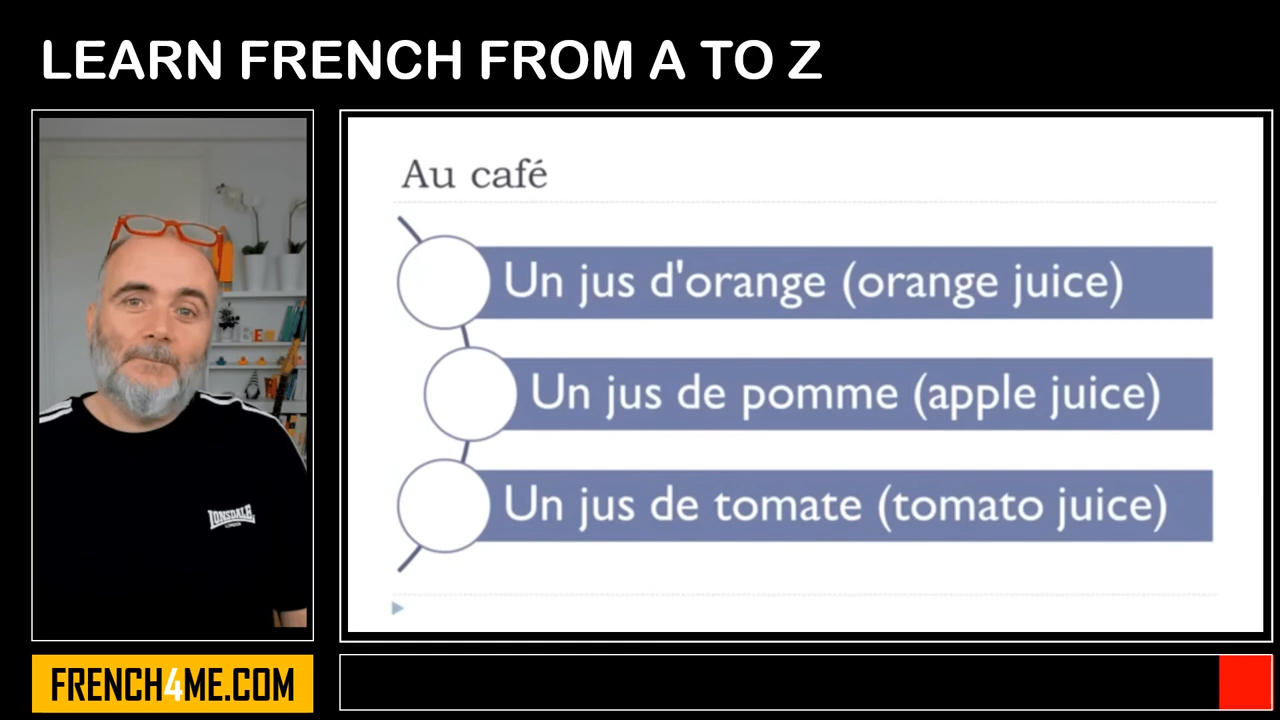 LEARN FRENCH FROM A TO Z
Au café
Un jus d'orange (orange juice)
Un jus de pomme (apple juice)
Un jus de tomate (tomato juice)
LONSDALE
LONDON
FRENCH4ME.COM